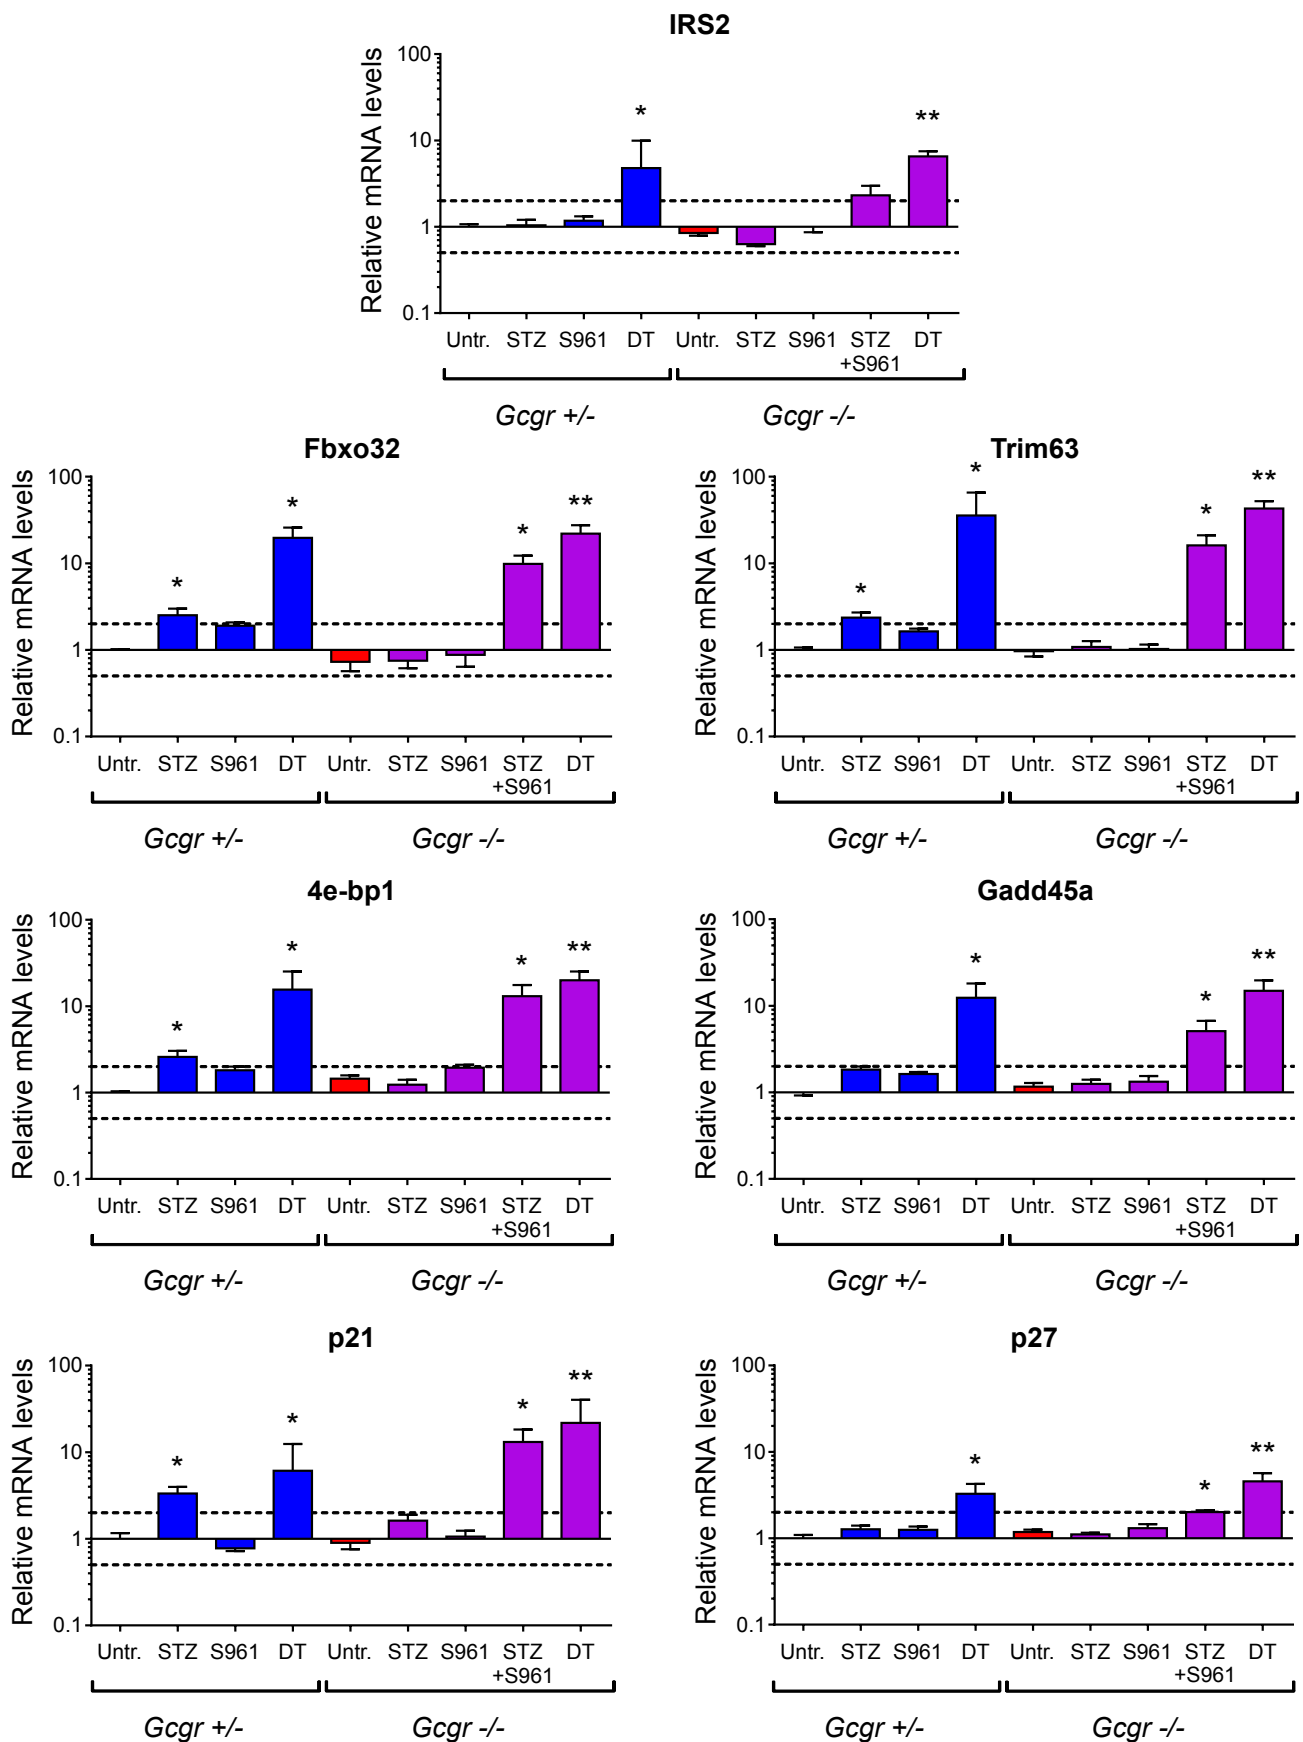 IRS2
Relative mRNA levels
100
10
1
0.1
* **
Untr. STZ S961 DT Untr. STZ S961 STZ +S961 DT
Gcgr +/- Gcgr -/-
Fbxo32
Relative mRNA levels
100
10
1
0.1
* * * **
Untr. STZ S961 DT Untr. STZ S961 STZ +S961 DT
Gcgr +/- Gcgr -/-
Trim63
Relative mRNA levels
100
10
1
0.1
* * * **
Untr. STZ S961 DT Untr. STZ S961 STZ +S961 DT
Gcgr +/- Gcgr -/-
4e-bp1
Relative mRNA levels
100
10
1
0.1
* * * **
Untr. STZ S961 DT Untr. STZ S961 STZ +S961 DT
Gcgr +/- Gcgr -/-
Gadd45a
Relative mRNA levels
100
10
1
0.1
* * **
Untr. STZ S961 DT Untr. STZ S961 STZ +S961 DT
Gcgr +/- Gcgr -/-
p21
Relative mRNA levels
100
10
1
0.1
* * * **
Untr. STZ S961 DT Untr. STZ S961 STZ +S961 DT
Gcgr +/- Gcgr -/-
p27
Relative mRNA levels
100
10
1
0.1
* * **
Untr. STZ S961 DT Untr. STZ S961 STZ +S961 DT
Gcgr +/- Gcgr -/-